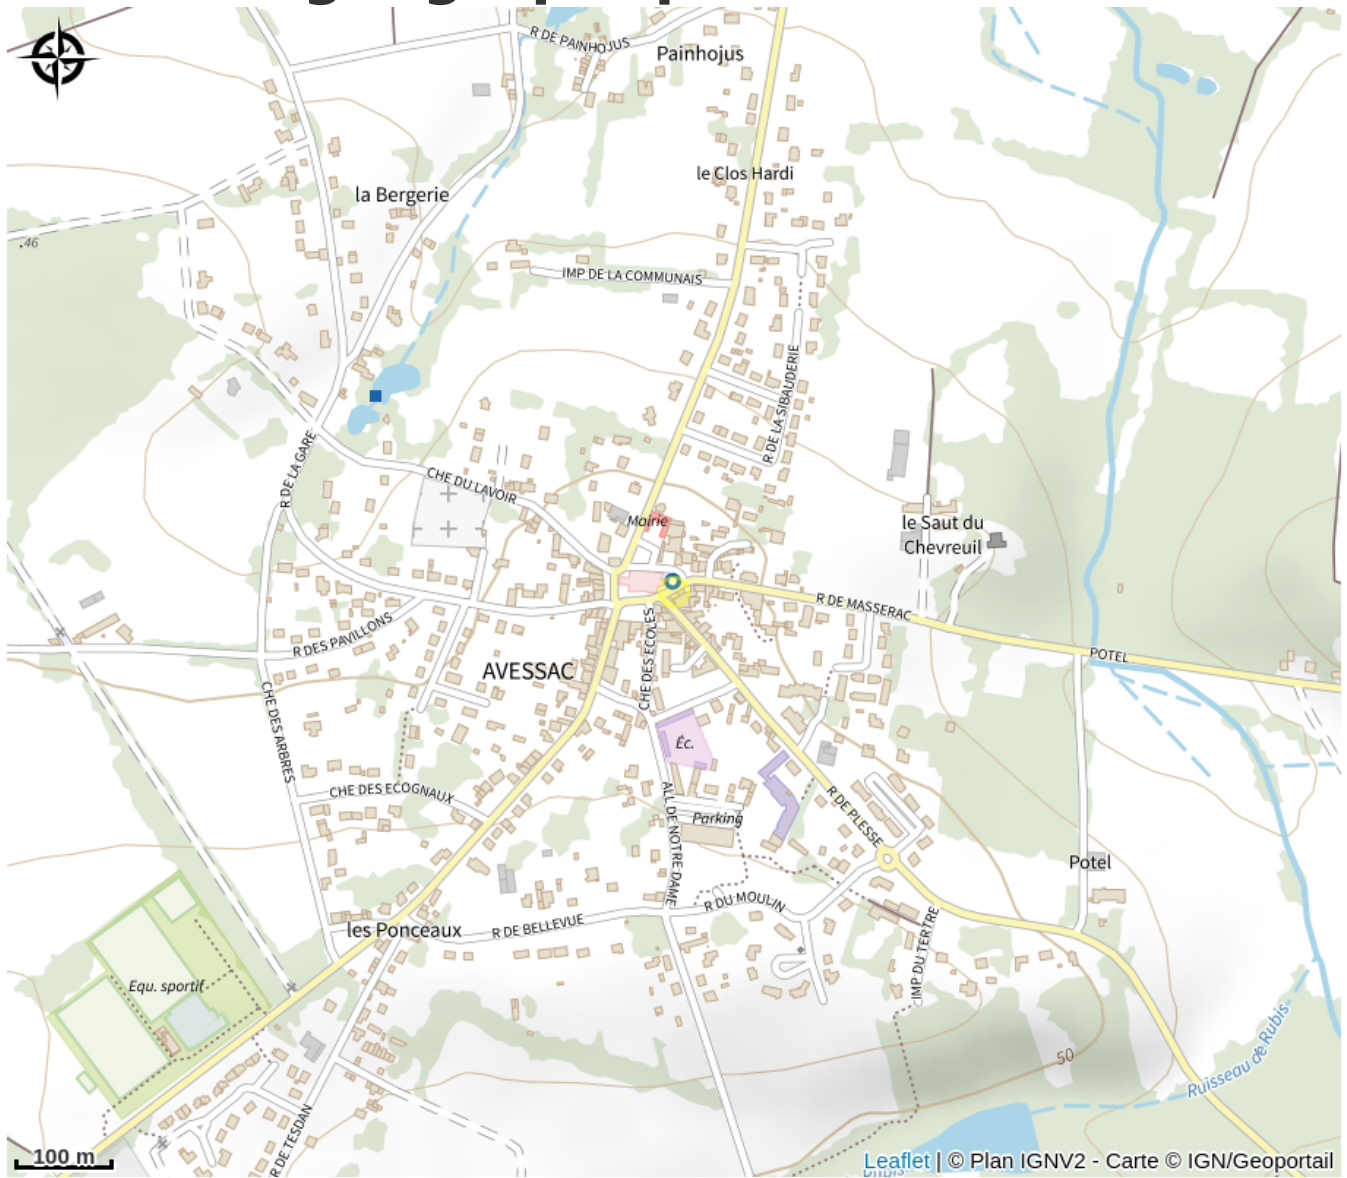 R DE PAINHOJUS
Painhojus
le Clos Hardi
la Bergerie
.46
IMP DE LA COMMUNAIS
R DE LA SIBAUDERIE
R DE LA GARE
CHE DU LAVOIR
Mairie
le Saut du
Chevreuil
R DE MASSERAC
R DES PAVILLONS
CHE DES ECOLES
POTEL
AVESSAC
CHE DES ARBRES
Éc.
CHE DES ECOGNAUX
ALL DE NOTRE DAME
Parking
R DE PLESSE
Potel
R DU MOULIN
R DE BELLEVUE
les Ponceaux
IMP DU TERTRE
Equ. sportif
50
Ruisseau de Rubis
R DE TESDAN
100 m
Leaflet | © Plan IGNV2 - Carte © IGN/Geoportail